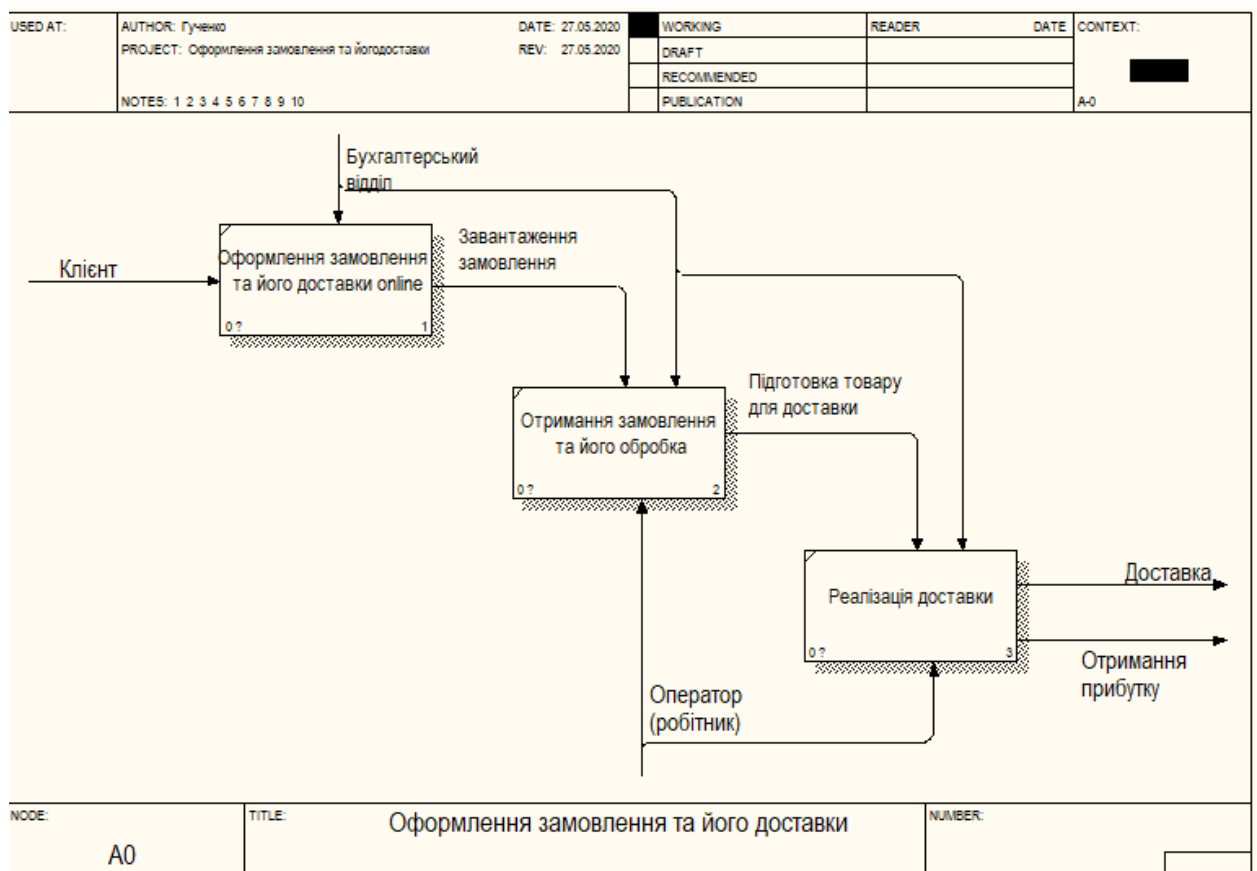 USED AT:
AUTHOR: Гученко
DATE: 27.05.2020
PROJECT: Оформлення замовлення та йогодоставки
REV: 27.05.2020
NOTES: 1 2 3 4 5 6 7 8 9 10
WORKING
DRAFT
RECOMMENDED
PUBLICATION
READER
DATE
CONTEXT:
A-0
Бухгалтерський
відділ
Клієнт
Оформлення замовлення
та його доставки online
0 ?
1
Завантаження
замовлення
Отримання замовлення
та його обробка
0 ?
2
Підготовка товару
для доставки
Реалізація доставки
0 ?
3
Доставка
Отримання
прибутку
Оператор
(робітник)
NODE:
A0
TITLE:
Оформлення замовлення та його доставки
NUMBER: